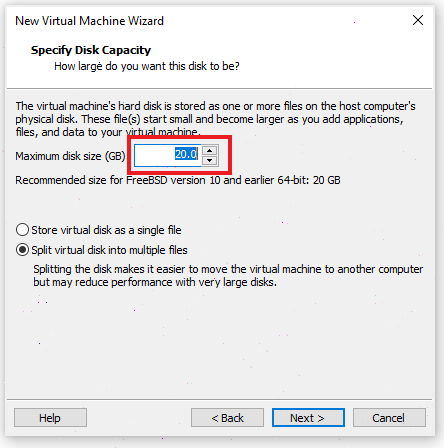 New Virtual Machine Wizard
Specify Disk Capacity
How large do you want this disk to be?
The virtual machine's hard disk is stored as one or more files on the host computer's
physical disk. These file(s) start small and become larger as you add applications,
files, and data to your virtual machine.
Maximum disk size (GB): 20.0
Recommended size for FreeBSD version 10 and earlier 64-bit: 20 GB
Store virtual disk as a single file
Split virtual disk into multiple files
Splitting the disk makes it easier to move the virtual machine to another computer
but may reduce performance with very large disks.
Help < Back Next > Cancel